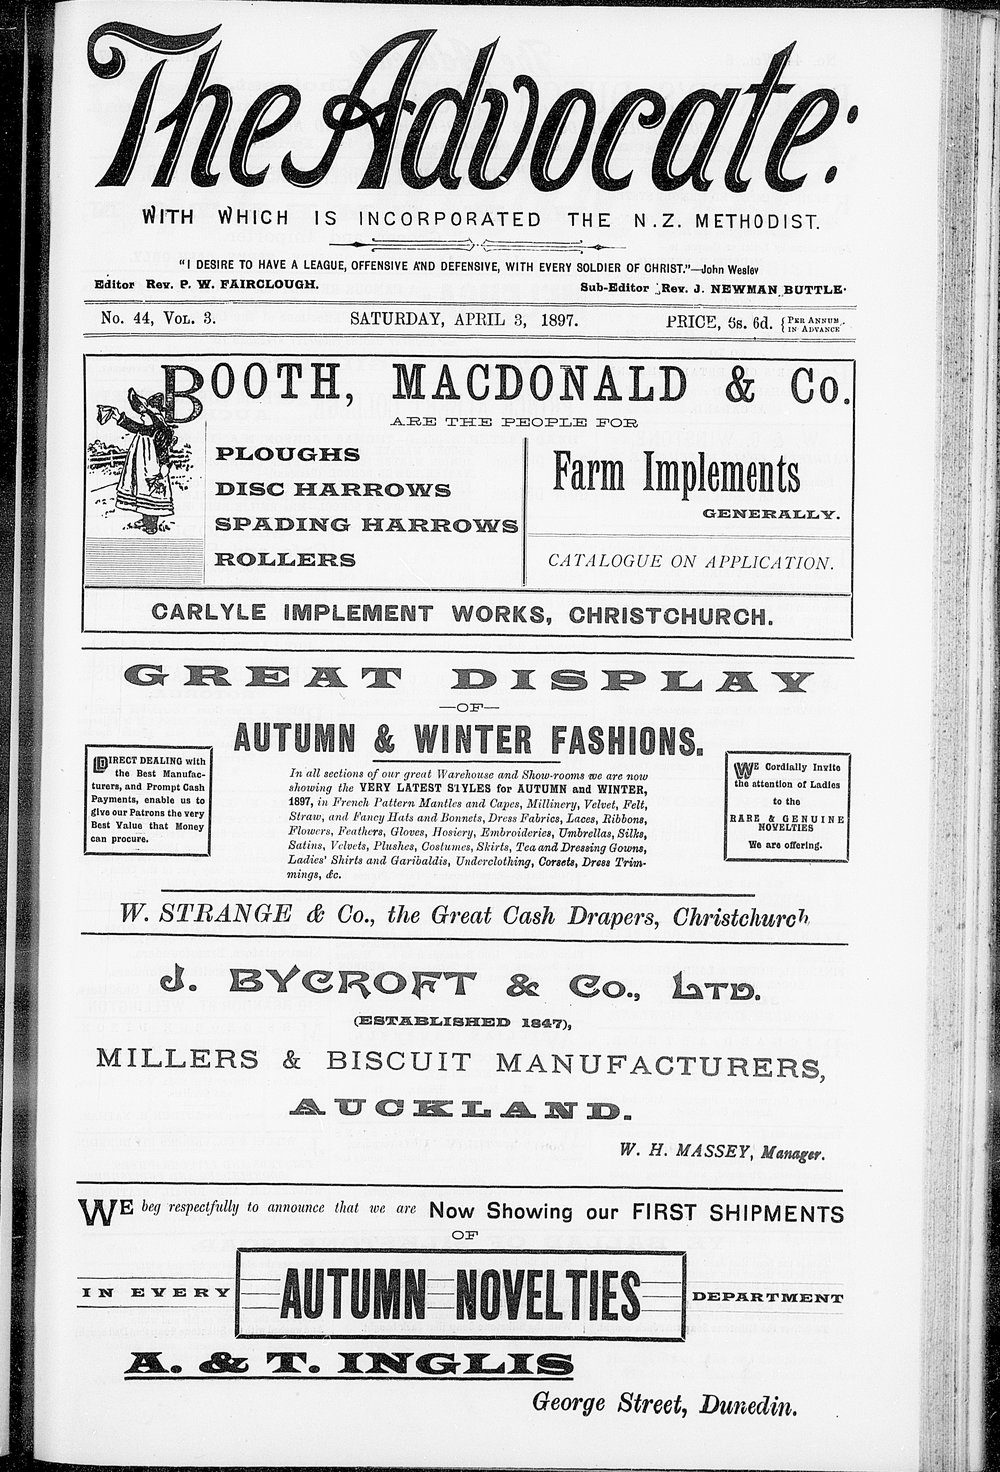 The Advocate:
WITH WHICH IS INCORPORATED THE N.Z. METHODIST.
"I DESIRE TO HAVE A LEAGUE, OFFENSIVE AND DEFENSIVE, WITH EVERY SOLDIER OF CHRIST."—John Wesley
Editor Rev. P. W. FAIRCLOUGH. Sub-Editor Rev. J. NEWMAN BUTTLE.
No. 44, Vol. 3. SATURDAY, APRIL 3, 1897. PRICE, 6s. 6d. {PER ANNUM IN ADVANCE
BOOTH, MACDONALD & Co.
ARE THE PEOPLE FOR
PLOUGHS
DISC HARROWS
SPADING HARROWS
ROLLERS
Farm Implements
GENERALLY.
CATALOGUE ON APPLICATION.
CARLYLE IMPLEMENT WORKS, CHRISTCHURCH.
GREAT DISPLAY
—OF—
AUTUMN & WINTER FASHIONS.
DIRECT DEALING with
the Best Manufac-
turers, and Prompt Cash
Payments, enable us to
give our Patrons the very
Best Value that Money
can procure.
In all sections of our great Warehouse and Show-rooms we are now
showing the VERY LATEST STYLES for AUTUMN and WINTER,
1897, in French Pattern Mantles and Capes, Millinery, Velvet, Felt,
Straw, and Fancy Hats and Bonnets, Dress Fabrics, Laces, Ribbons,
Flowers, Feathers, Gloves, Hosiery, Embroideries, Umbrellas, Silks,
Satins, Velvets, Plushes, Costumes, Skirts, Tea and Dressing Gowns,
Ladies' Shirts and Garibaldis, Underclothing, Corsets, Dress Trim-
mings, &c.
WE Cordially Invite
the attention of Ladies
to the
RARE & GENUINE
NOVELTIES
We are offering.
W. STRANGE & Co., the Great Cash Drapers, Christchurch
J. BYCROFT & Co., LTD.
(ESTABLISHED 1847),
MILLERS & BISCUIT MANUFACTURERS,
AUCKLAND.
W. H. MASSEY, Manager.
WE beg respectfully to announce that we are Now Showing our FIRST SHIPMENTS
OF
IN EVERY AUTUMN NOVELTIES DEPARTMENT
A. & T. INGLIS
George Street, Dunedin.